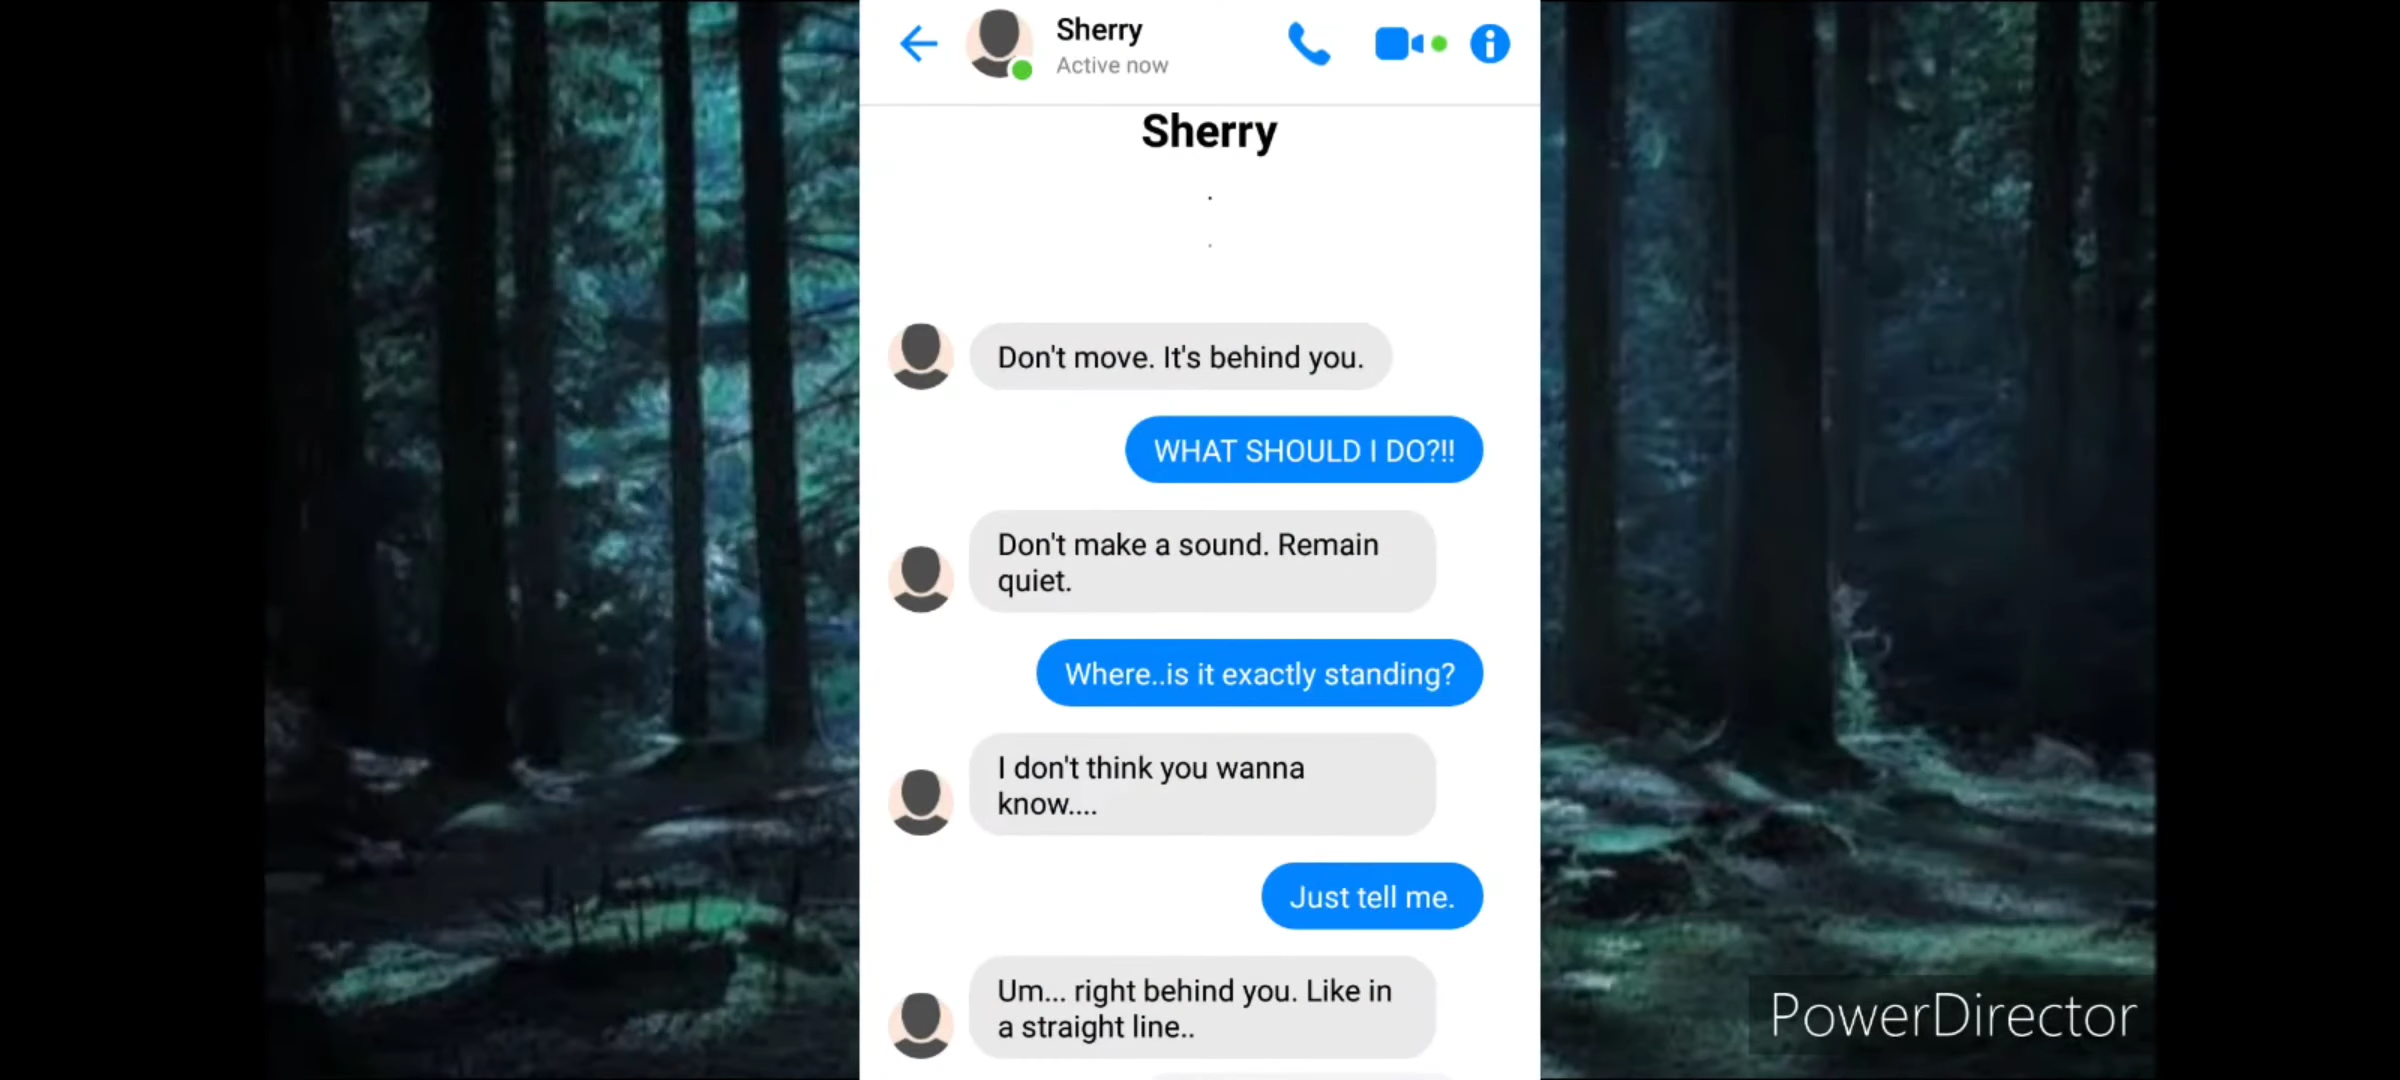 Sherry
Active now
Sherry
.
.
Don't move. It's behind you.
WHAT SHOULD I DO?!!
Don't make a sound. Remain
quiet.
Where..is it exactly standing?
I don't think you wanna
know....
Just tell me.
Um... right behind you. Like in
a straight line..
PowerDirector